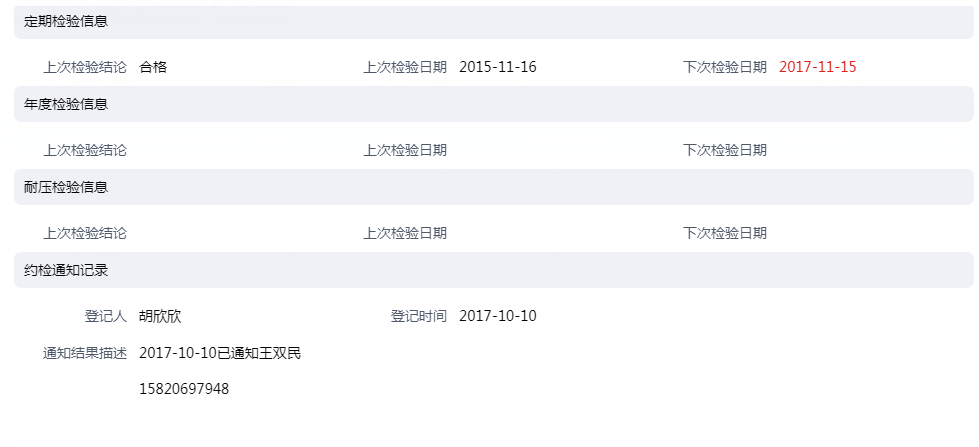 定期检验信息
上次检验结论 合格 上次检验日期 2015-11-16 下次检验日期 2017-11-15
年度检验信息
上次检验结论 上次检验日期 下次检验日期
耐压检验信息
上次检验结论 上次检验日期 下次检验日期
约检通知记录
登记人 胡欣欣 登记时间 2017-10-10
通知结果描述 2017-10-10已通知王双民
15820697948